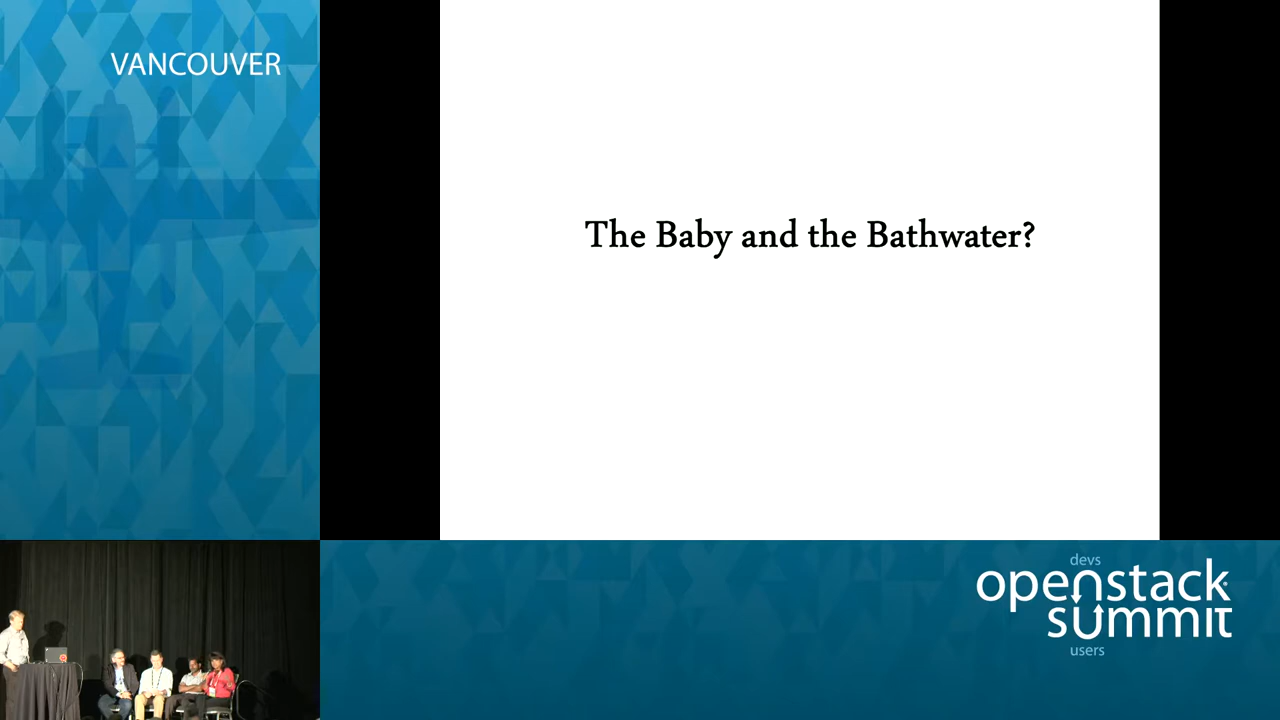 VANCOUVER
The Baby and the Bathwater?
devs
openstack
summit
users